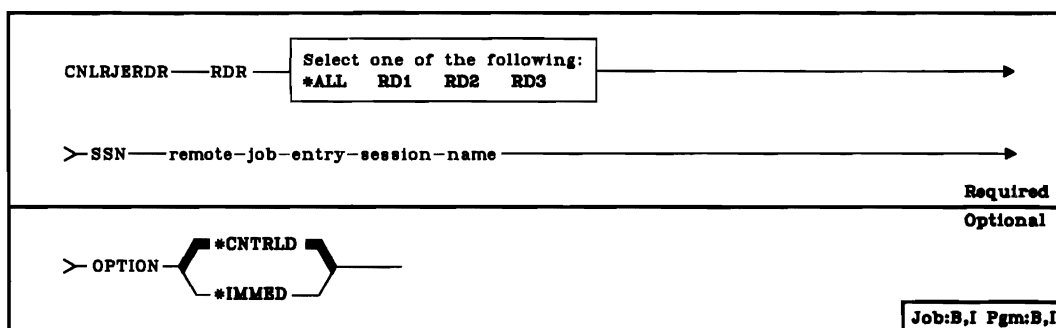 Select one of the following:
CNLRJERDR RDR *ALL RD1 RD2 RD3
SSN remote-job-entry-session-name
Required
Optional
*CNTRLD
OPTION
*IMMED
Job:B,I Pgm:B,I